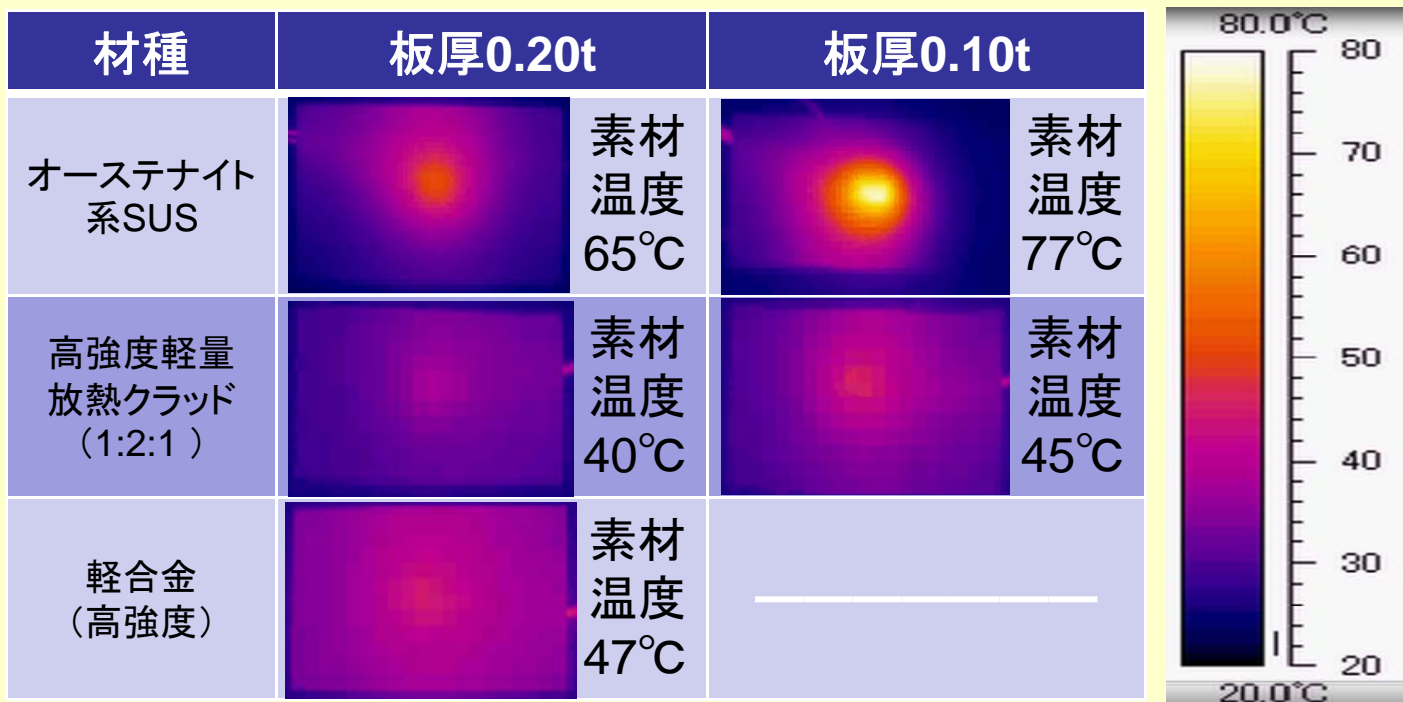 材種
板厚0.20t
板厚0.10t
オーステナイト
系SUS
素材
温度
65℃
素材
温度
77℃
高強度軽量
放熱クラッド
（1:2:1 ）
素材
温度
40℃
素材
温度
45℃
軽合金
（高強度）
素材
温度
47℃
80.0℃
80
70
60
50
40
30
20
20.0℃